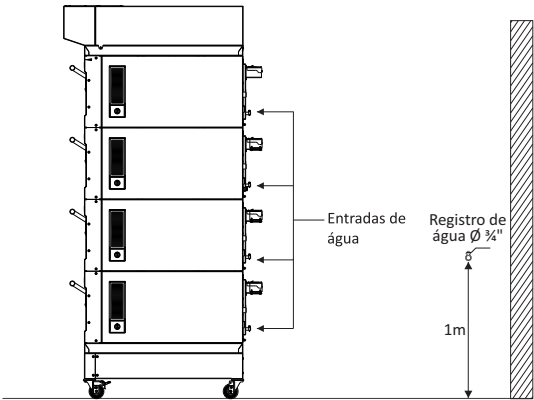 Entradas de
água
Registro de
água Ø ¾"
1m